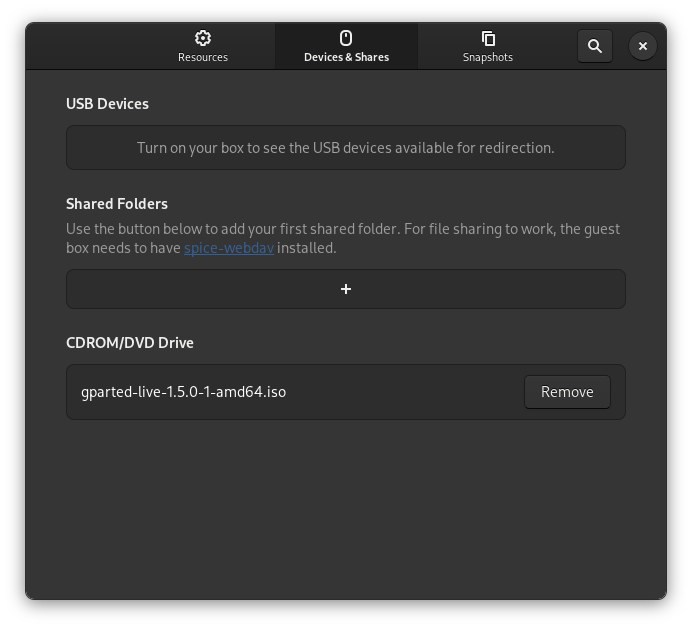 Resources
Devices & Shares
Snapshots
USB Devices
Turn on your box to see the USB devices available for redirection.
Shared Folders
Use the button below to add your first shared folder. For file sharing to work, the guest
box needs to have spice-webdav installed.
CDROM/DVD Drive
gparted-live-1.5.0-1-amd64.iso
Remove